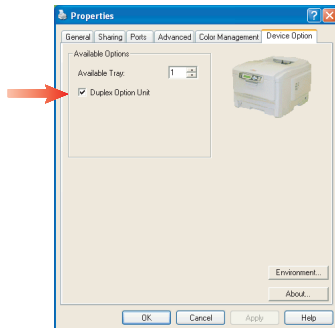 Properties
General Sharing Ports Advanced Color Management Device Option
Available Options
Available Tray: 1
Duplex Option Unit
Environment...
About...
OK Cancel Apply Help